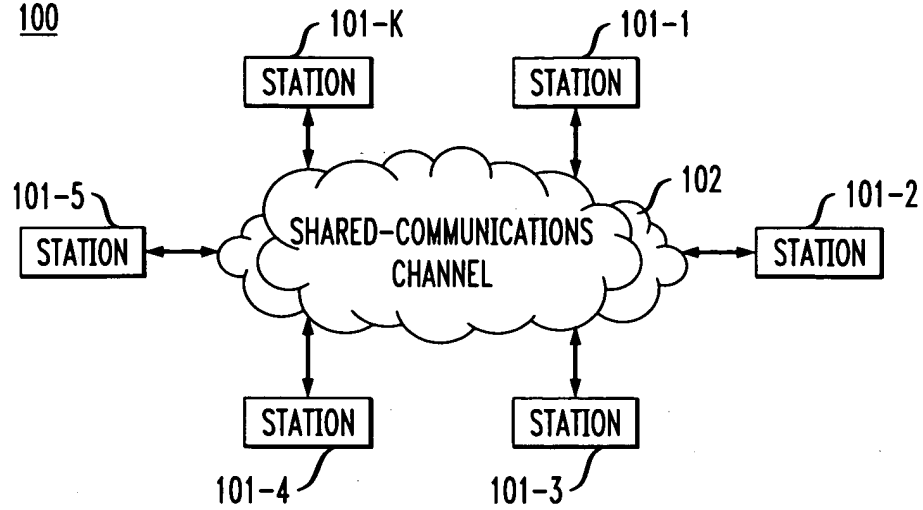 100
101-K
101-1
STATION
STATION
102
101-5
101-2
SHARED-COMMUNICATIONS
CHANNEL
STATION
STATION
STATION
STATION
101-4
101-3